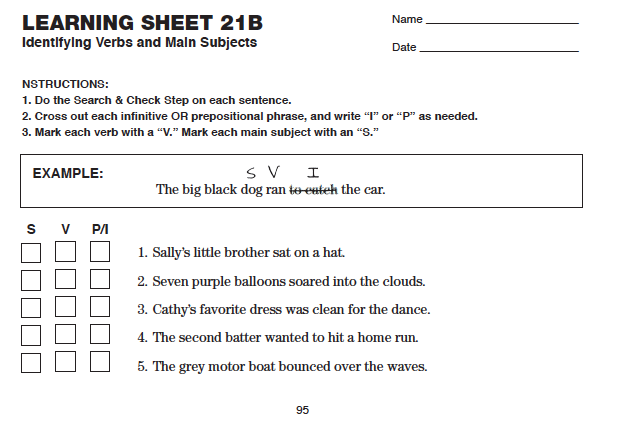 LEARNING SHEET 21B
Name
Identifying Verbs and Main Subjects
Date
NSTRUCTIONS:
1. Do the Search & Check Step on each sentence.
2. Cross out each infinitive OR prepositional phrase, and write “I” or “P” as needed.
3. Mark each verb with a “V.” Mark each main subject with an “S.”
EXAMPLE:
S V I
The big black dog ran to catch the car.
S V P/I
1. Sally’s little brother sat on a hat.
2. Seven purple balloons soared into the clouds.
3. Cathy’s favorite dress was clean for the dance.
4. The second batter wanted to hit a home run.
5. The grey motor boat bounced over the waves.
95